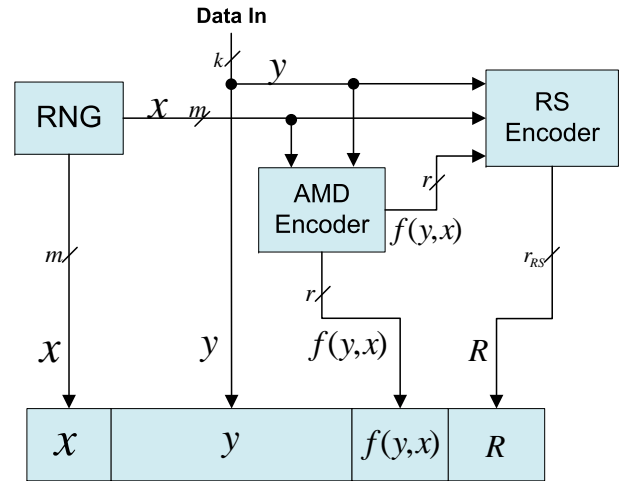 Data In
k
y
RNG
x
m
RS
Encoder
AMD
Encoder
r
f(y,x)
m
r
r_RS
x
y
f(y,x)
R
x
y
f(y,x)
R